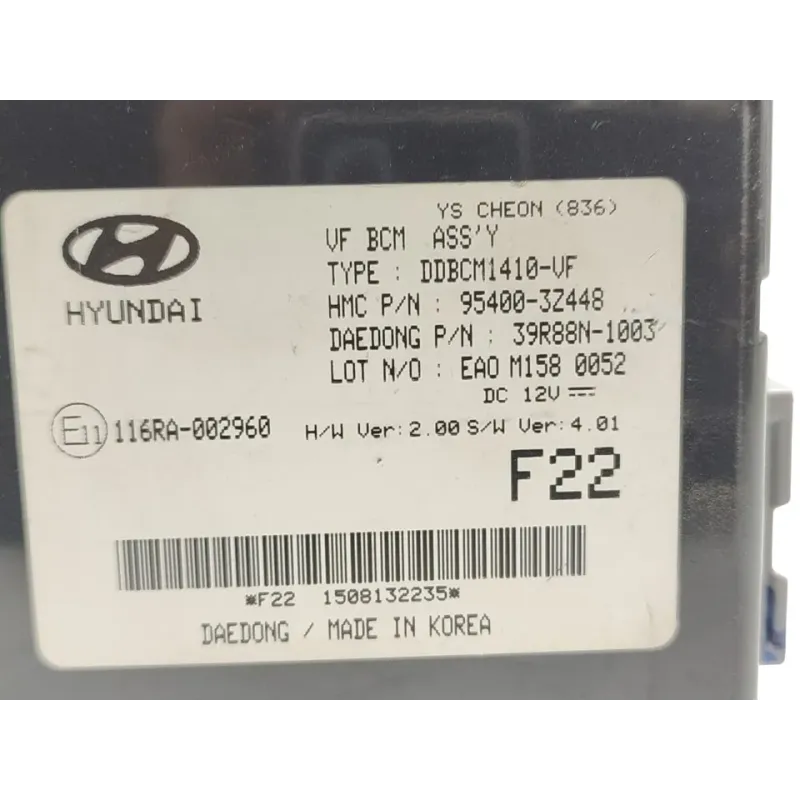 YS CHEON (836)
HYUNDAI
VF BCM ASS'Y
TYPE : DDBCM1410-VF
HMC P/N : 95400-3Z448
DAEDONG P/N : 39R88N-1003
LOT N/O : EAO M158 0052
DC 12V
E11 116RA-002960 H/W Ver:2.00 S/W Ver:4.01
F22
*F22 1508132235*
DAEDONG / MADE IN KOREA